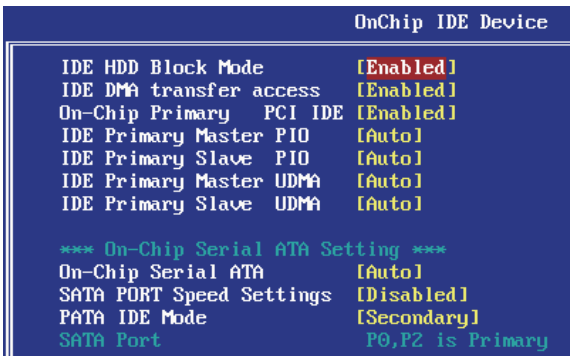 OnChip IDE Device
IDE HDD Block Mode [Enabled]
IDE DMA transfer access [Enabled]
On-Chip Primary PCI IDE [Enabled]
IDE Primary Master PIO [Auto]
IDE Primary Slave PIO [Auto]
IDE Primary Master UDMA [Auto]
IDE Primary Slave UDMA [Auto]
*** On-Chip Serial ATA Setting ***
On-Chip Serial ATA [Auto]
SATA PORT Speed Settings [Disabled]
PATA IDE Mode [Secondary]
SATA Port P0,P2 is Primary